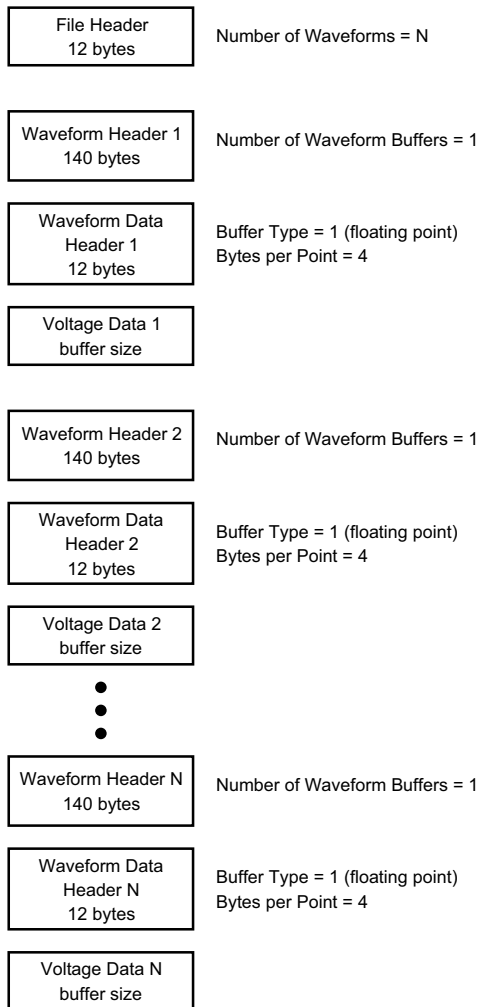 File Header
12 bytes
Number of Waveforms = N
Waveform Header 1
140 bytes
Number of Waveform Buffers = 1
Waveform Data
Header 1
12 bytes
Buffer Type = 1 (floating point)
Bytes per Point = 4
Voltage Data 1
buffer size
Waveform Header 2
140 bytes
Number of Waveform Buffers = 1
Waveform Data
Header 2
12 bytes
Buffer Type = 1 (floating point)
Bytes per Point = 4
Voltage Data 2
buffer size
Waveform Header N
140 bytes
Number of Waveform Buffers = 1
Waveform Data
Header N
12 bytes
Buffer Type = 1 (floating point)
Bytes per Point = 4
Voltage Data N
buffer size